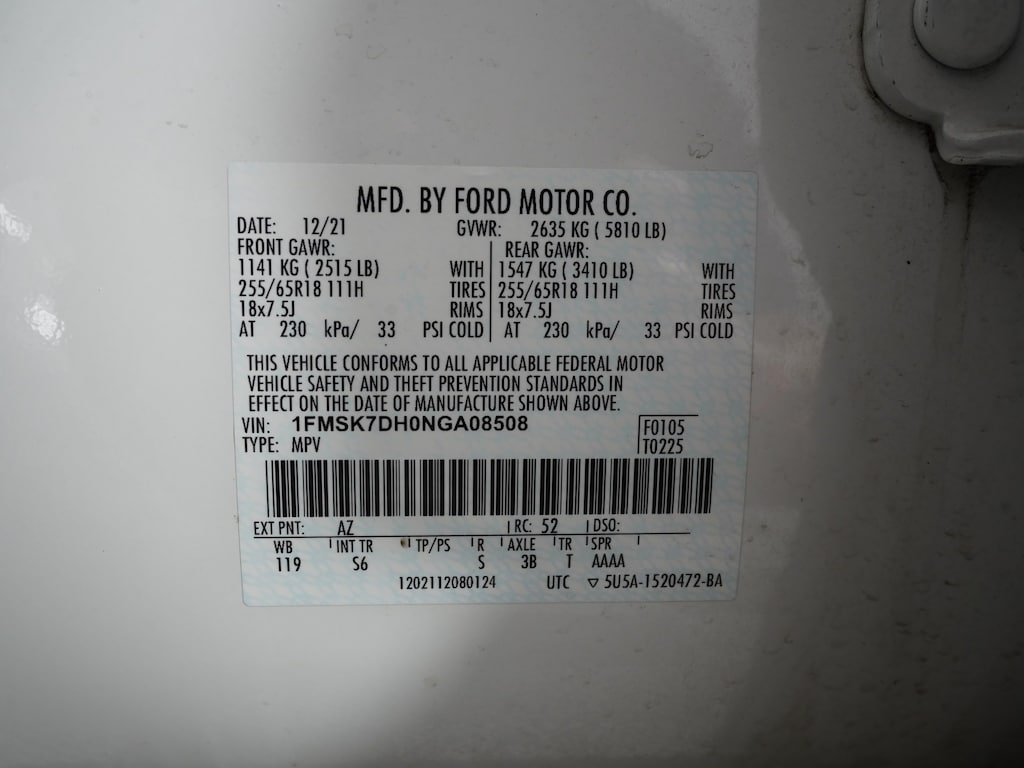 MFD. BY FORD MOTOR CO.
DATE: 12/21 GVWR: 2635 KG ( 5810 LB)
FRONT GAWR: REAR GAWR:
1141 KG ( 2515 LB) WITH 1547 KG ( 3410 LB) WITH
255/65R18 111H TIRES 255/65R18 111H TIRES
18x7.5J RIMS 18x7.5J RIMS
AT 230 kPa/ 33 PSI COLD AT 230 kPa/ 33 PSI COLD
THIS VEHICLE CONFORMS TO ALL APPLICABLE FEDERAL MOTOR
VEHICLE SAFETY AND THEFT PREVENTION STANDARDS IN
EFFECT ON THE DATE OF MANUFACTURE SHOWN ABOVE.
VIN: 1FMSK7DH0NGA08508 F0105
TYPE: MPV T0225
EXT PNT: AZ RC: 52 DSO:
WB INT TR TP/PS R AXLE TR SPR
119 S6 S 3B T AAAA
1202112080124 UTC ▽ 5U5A-1520472-BA